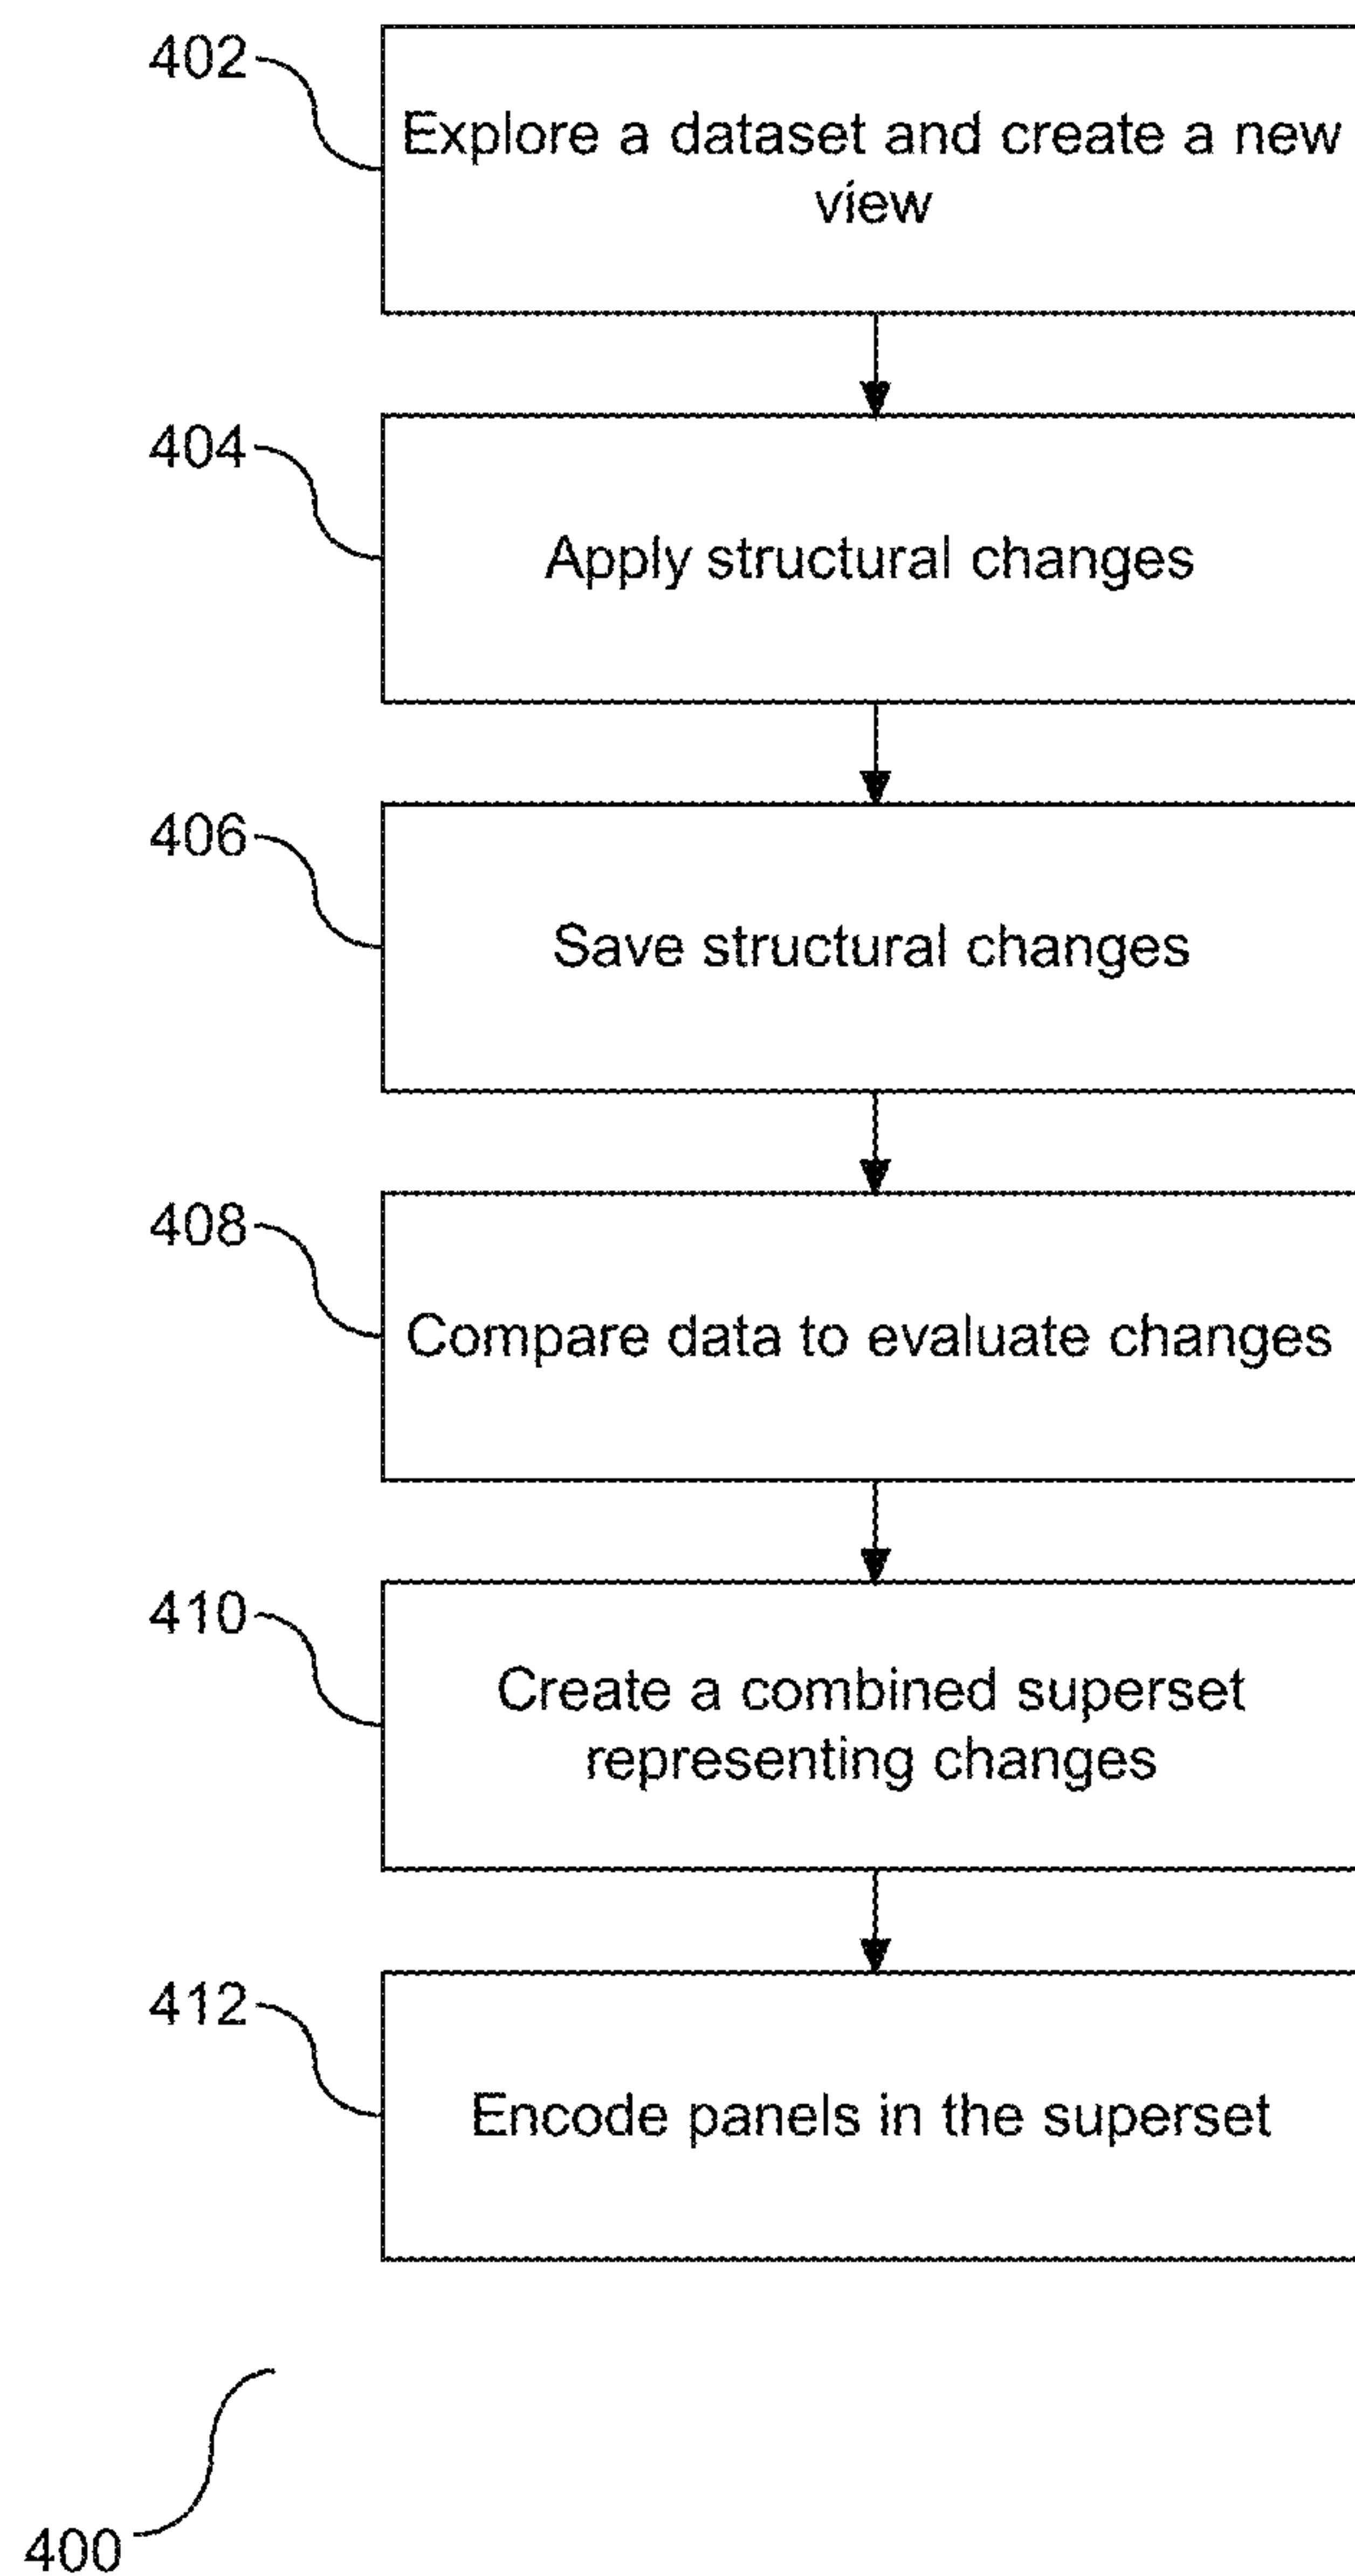 402
Explore a dataset and create a new
view
404
Apply structural changes
406
Save structural changes
408
Compare data to evaluate changes
410
Create a combined superset
representing changes
412
Encode panels in the superset
400